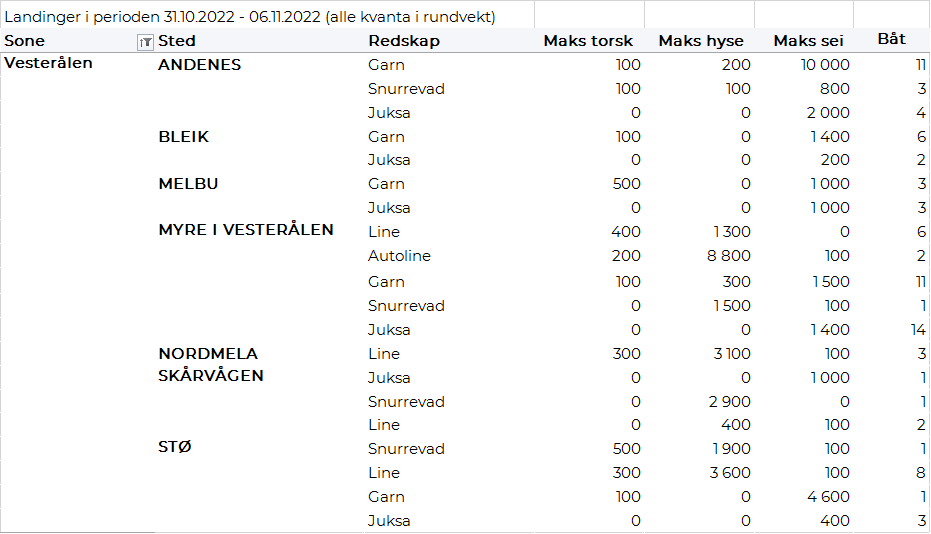 Landinger i perioden 31.10.2022 - 06.11.2022 (alle kvanta i rundvekt)
Sone Sted Redskap Maks torsk Maks hyse Maks sei Båt
Vesterålen ANDENES Garn 100 200 10 000 11
Snurrevad 100 100 800 3
Juksa 0 0 2 000 4
BLEIK Garn 100 0 1 400 6
Juksa 0 0 200 2
MELBU Garn 500 0 1 000 3
Juksa 0 0 1 000 3
MYRE I VESTERÅLEN Line 400 1 300 0 6
Autoline 200 8 800 100 2
Garn 100 300 1 500 11
Snurrevad 0 1 500 100 1
Juksa 0 0 1 400 14
NORDMELA Line 300 3 100 100 3
SKÅRVÅGEN Juksa 0 0 1 000 1
Snurrevad 0 2 900 0 1
Line 0 400 100 2
STØ Snurrevad 500 1 900 100 1
Line 300 3 600 100 8
Garn 100 0 4 600 1
Juksa 0 0 400 3